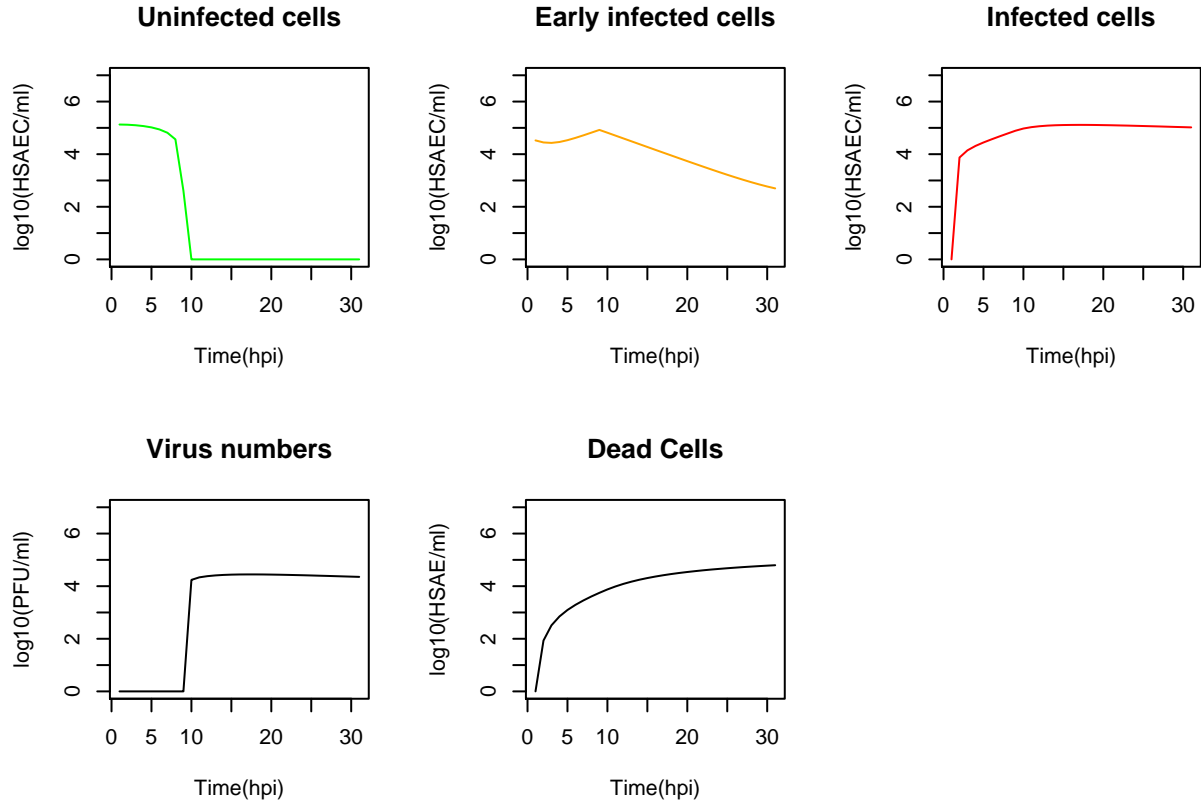 Uninfected cells
log10(HSAEC/ml)
0 2 4 6
0 5 10 20 30
Time(hpi)
Early infected cells
log10(HSAEC/ml)
0 2 4 6
0 5 10 20 30
Time(hpi)
Infected cells
log10(HSAEC/ml)
0 2 4 6
0 5 10 20 30
Time(hpi)
Virus numbers
log10(PFU/ml)
0 2 4 6
0 5 10 20 30
Time(hpi)
Dead Cells
log10(HSAE/ml)
0 2 4 6
0 5 10 20 30
Time(hpi)